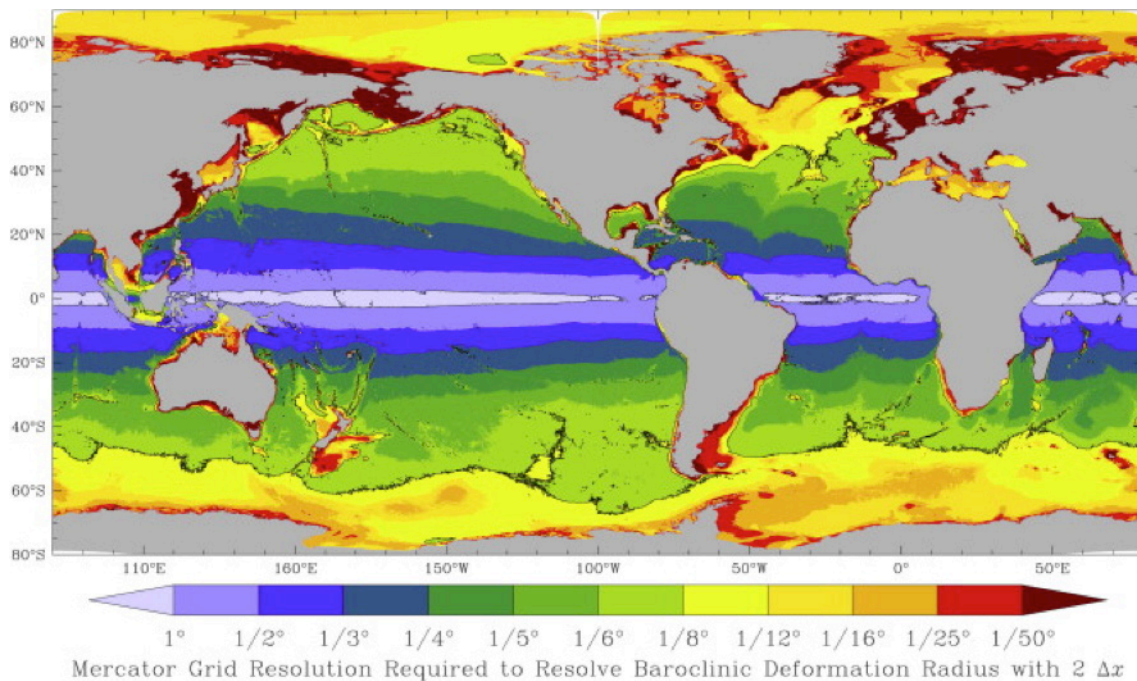 80°N
60°N
40°N
20°N
0°
20°S
40°S
60°S
80°S
110°E 160°E 150°W 100°W 50°W 0° 50°E
1° 1/2° 1/3° 1/4° 1/5° 1/6° 1/8° 1/12° 1/16° 1/25° 1/50°
Mercator Grid Resolution Required to Resolve Baroclinic Deformation Radius with 2 Δx